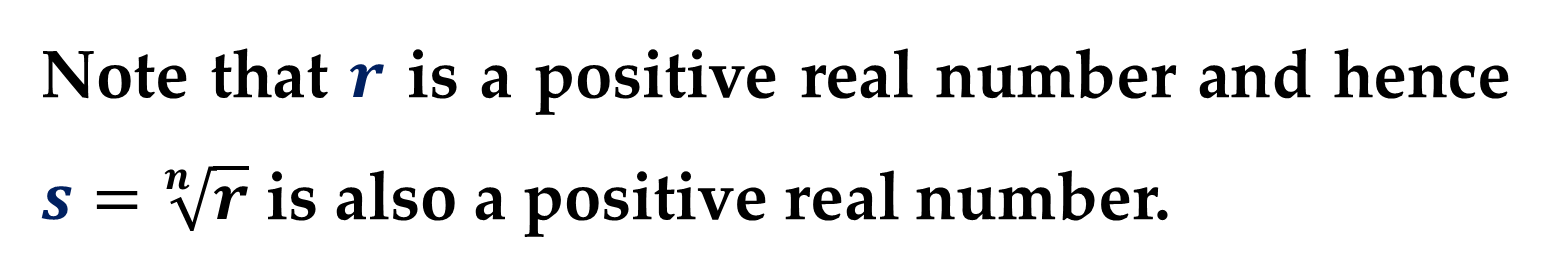 Note that r is a positive real number and hence
s = ⁿ√r is also a positive real number.